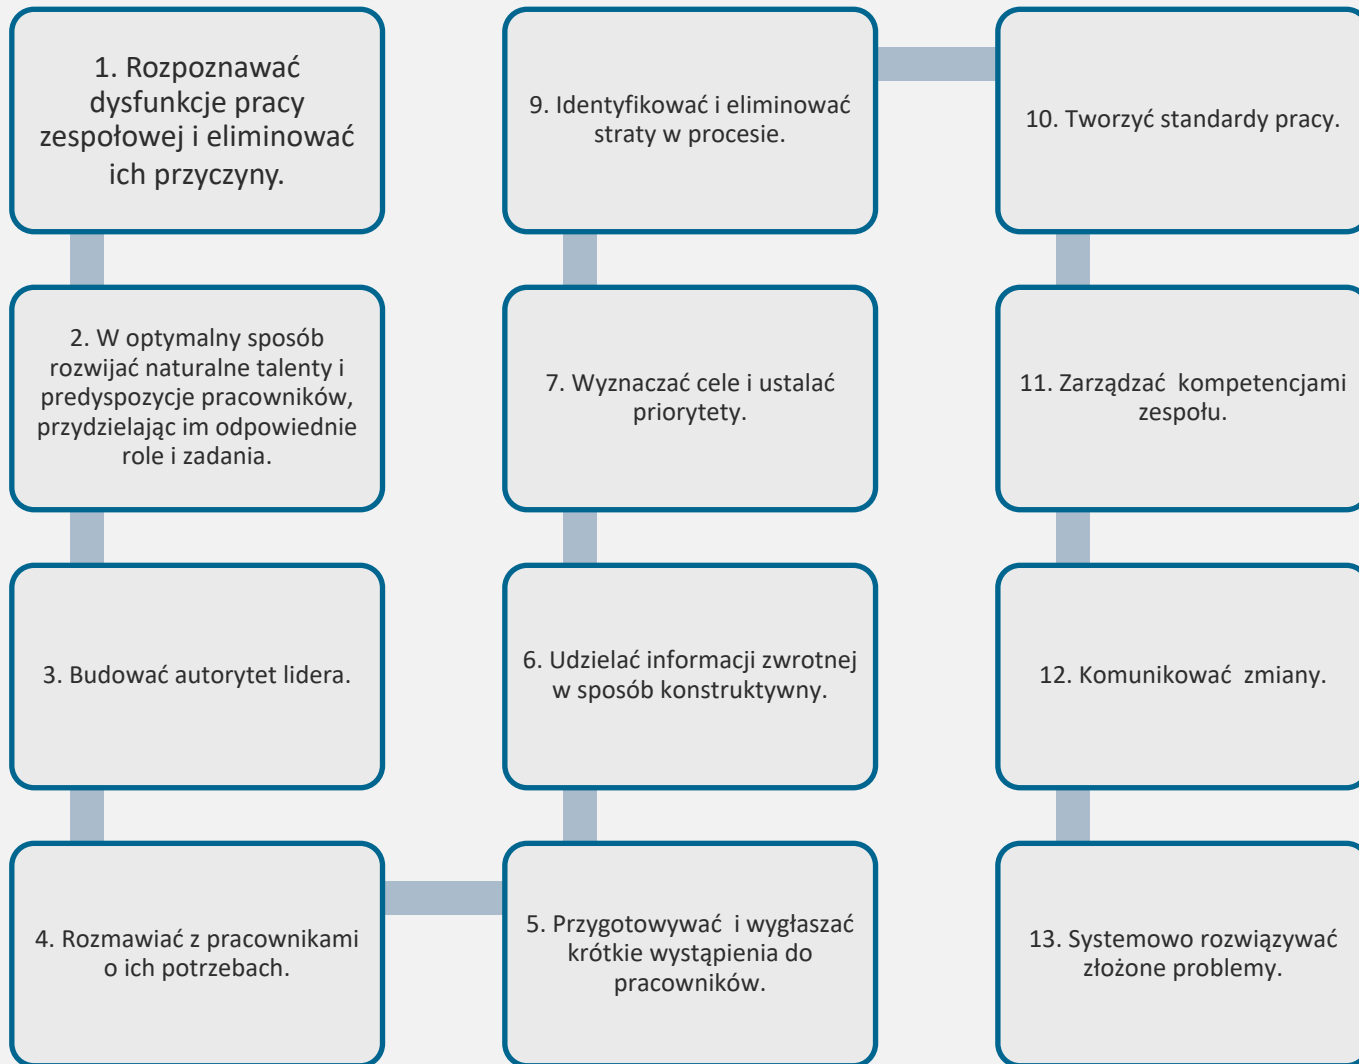 1. Rozpoznawać
dysfunkcje pracy
zespołowej i eliminować
ich przyczyny.
2. W optymalny sposób
rozwijać naturalne talenty i
predyspozycje pracowników,
przydzielając im odpowiednie
role i zadania.
3. Budować autorytet lidera.
4. Rozmawiać z pracownikami
o ich potrzebach.
5. Przygotowywać  i wygłaszać
krótkie wystąpienia do
pracowników.
6. Udzielać informacji zwrotnej
w sposób konstruktywny.
7. Wyznaczać cele i ustalać
priorytety.
9. Identyfikować i eliminować
straty w procesie.
10. Tworzyć standardy pracy.
11. Zarządzać  kompetencjami
zespołu.
12. Komunikować  zmiany.
13. Systemowo rozwiązywać
złożone problemy.